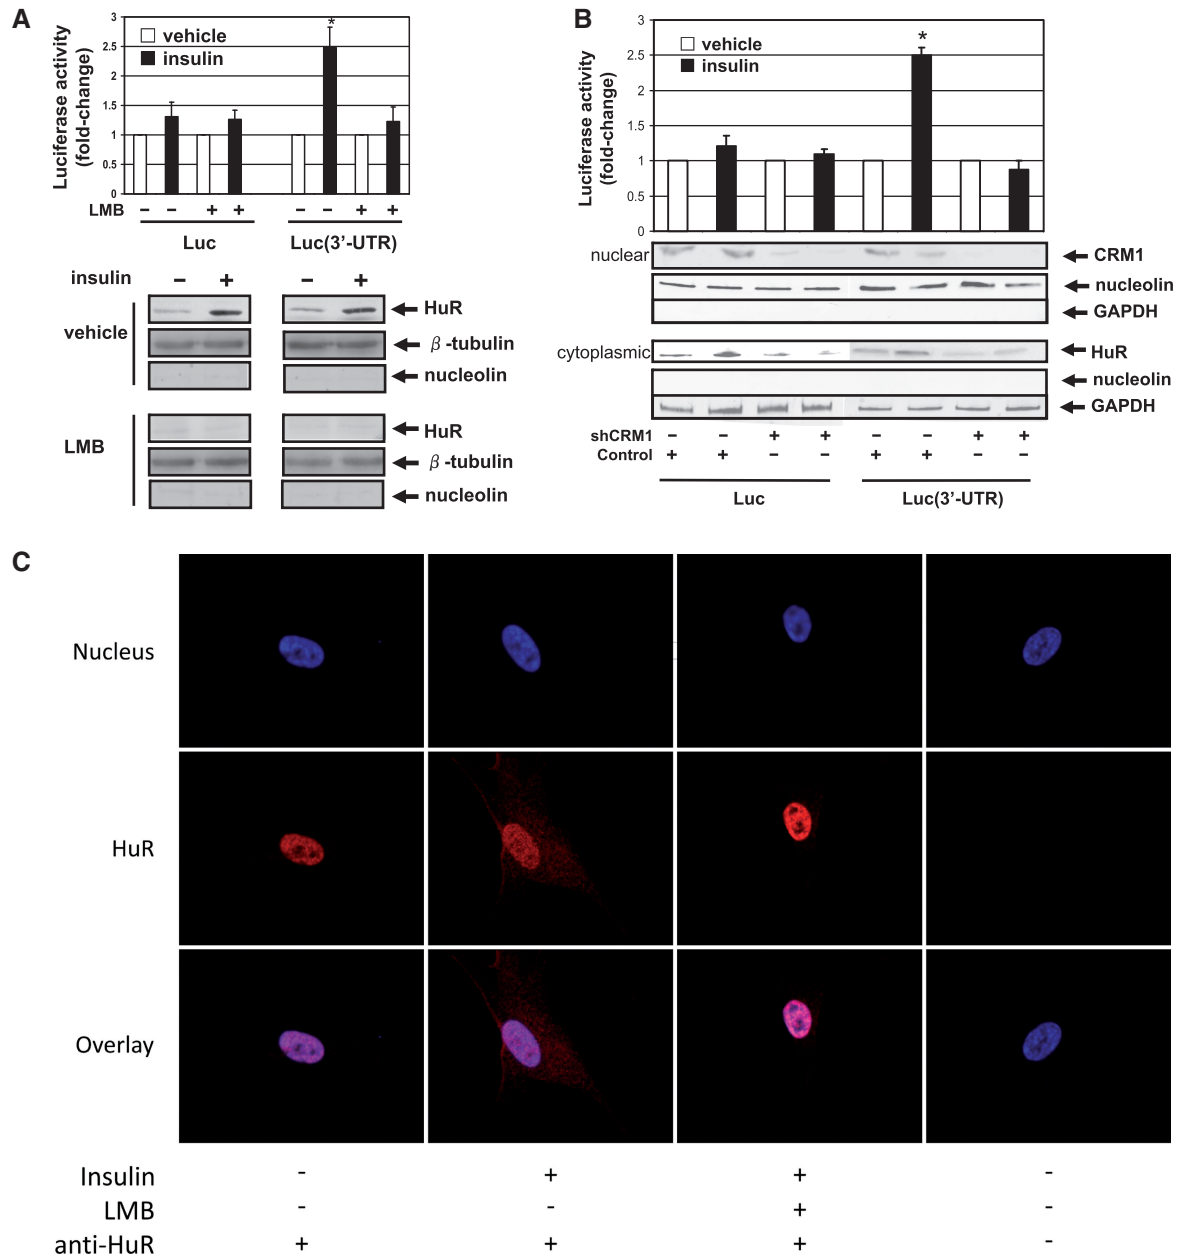 A
Luciferase activity
(fold-change)
3
2.5
2
1.5
1
0.5
0
vehicle
insulin
*
LMB – – + + – – + +
Luc Luc(3'-UTR)
insulin – + – +
vehicle
HuR
β-tubulin
nucleolin
LMB
HuR
β-tubulin
nucleolin
B
Luciferase activity
(fold-change)
3
2.5
2
1.5
1
0.5
0
vehicle
insulin
*
nuclear CRM1
nucleolin
GAPDH
cytoplasmic HuR
nucleolin
GAPDH
shCRM1 – – + + – – + +
Control + + – – + + – –
Luc Luc(3'-UTR)
C
Nucleus
HuR
Overlay
Insulin - + + -
LMB - - + -
anti-HuR + + + -